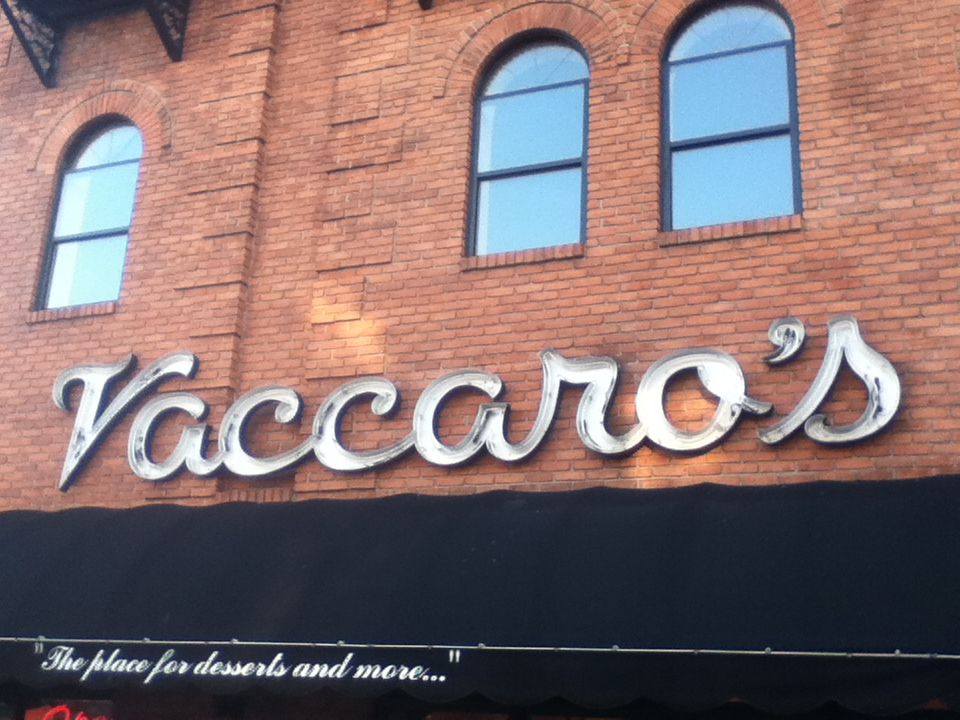 Vaccaro's
"The place for desserts and more..."